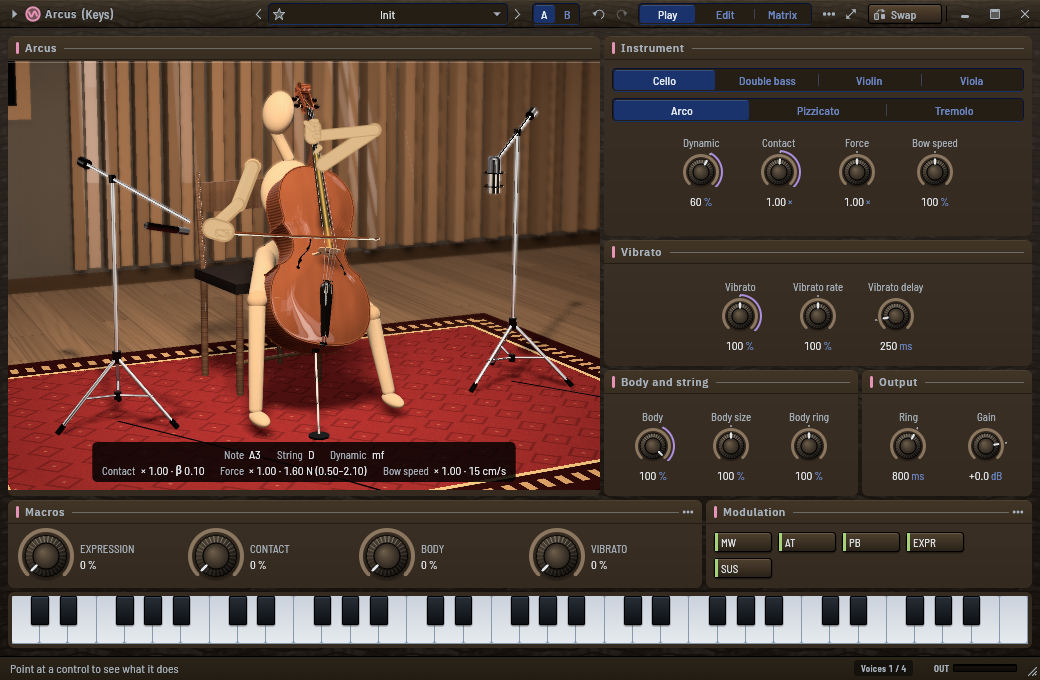 Arcus (Keys)
Init
A B
Play Edit Matrix
Swap
Arcus
Note A3 String D Dynamic mf
Contact × 1.00 · β 0.10 Force × 1.00 · 1.60 N (0.50–2.10) Bow speed × 1.00 · 15 cm/s
Instrument
Cello Double bass Violin Viola
Arco Pizzicato Tremolo
Dynamic Contact Force Bow speed
60 % 1.00 × 1.00 × 100 %
Vibrato
Vibrato Vibrato rate Vibrato delay
100 % 100 % 250 ms
Body and string
Body Body size Body ring
100 % 100 % 100 %
Output
Ring Gain
800 ms +0.0 dB
Macros
EXPRESSION
0 %
CONTACT
0 %
BODY
0 %
VIBRATO
0 %
Modulation
MW AT PB EXPR
SUS
Point at a control to see what it does
Voices 1 / 4 OUT